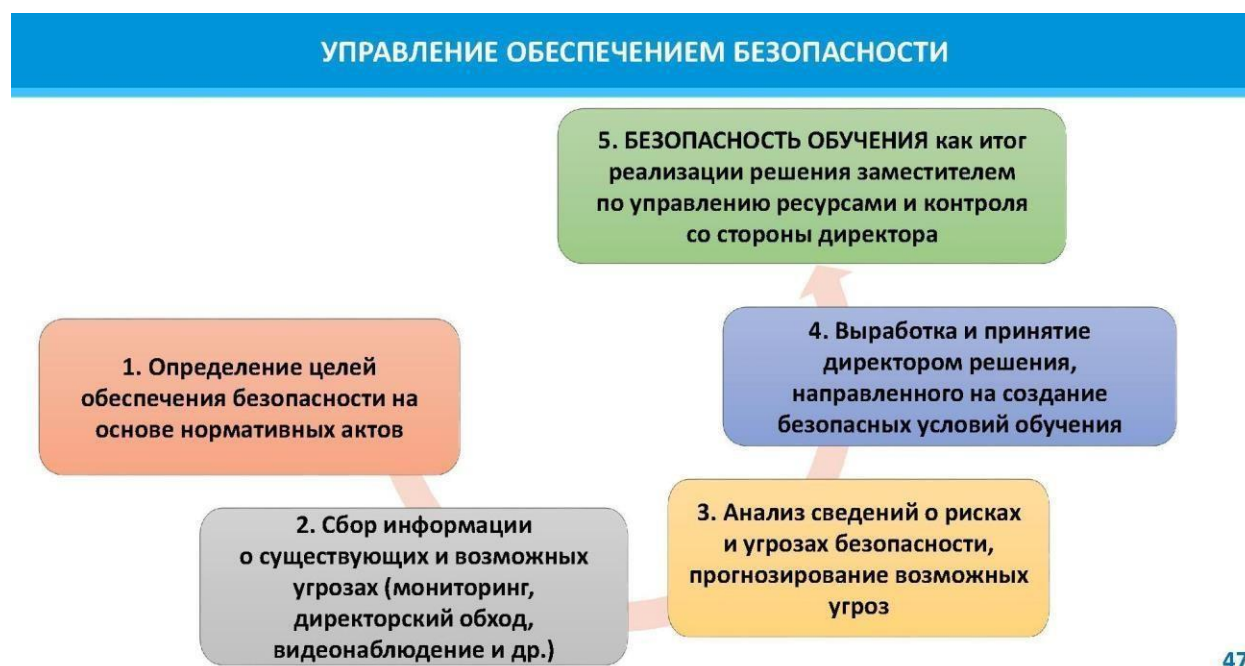 УПРАВЛЕНИЕ ОБЕСПЕЧЕНИЕМ БЕЗОПАСНОСТИ
1. Определение целей
обеспечения безопасности на
основе нормативных актов
2. Сбор информации
о существующих и возможных
угрозах (мониторинг,
директорский обход,
видеонаблюдение и др.)
3. Анализ сведений о рисках
и угрозах безопасности,
прогнозирование возможных
угроз
4. Выработка и принятие
директором решения,
направленного на создание
безопасных условий обучения
5. БЕЗОПАСНОСТЬ ОБУЧЕНИЯ как итог
реализации решения заместителем
по управлению ресурсами и контроля
со стороны директора
47